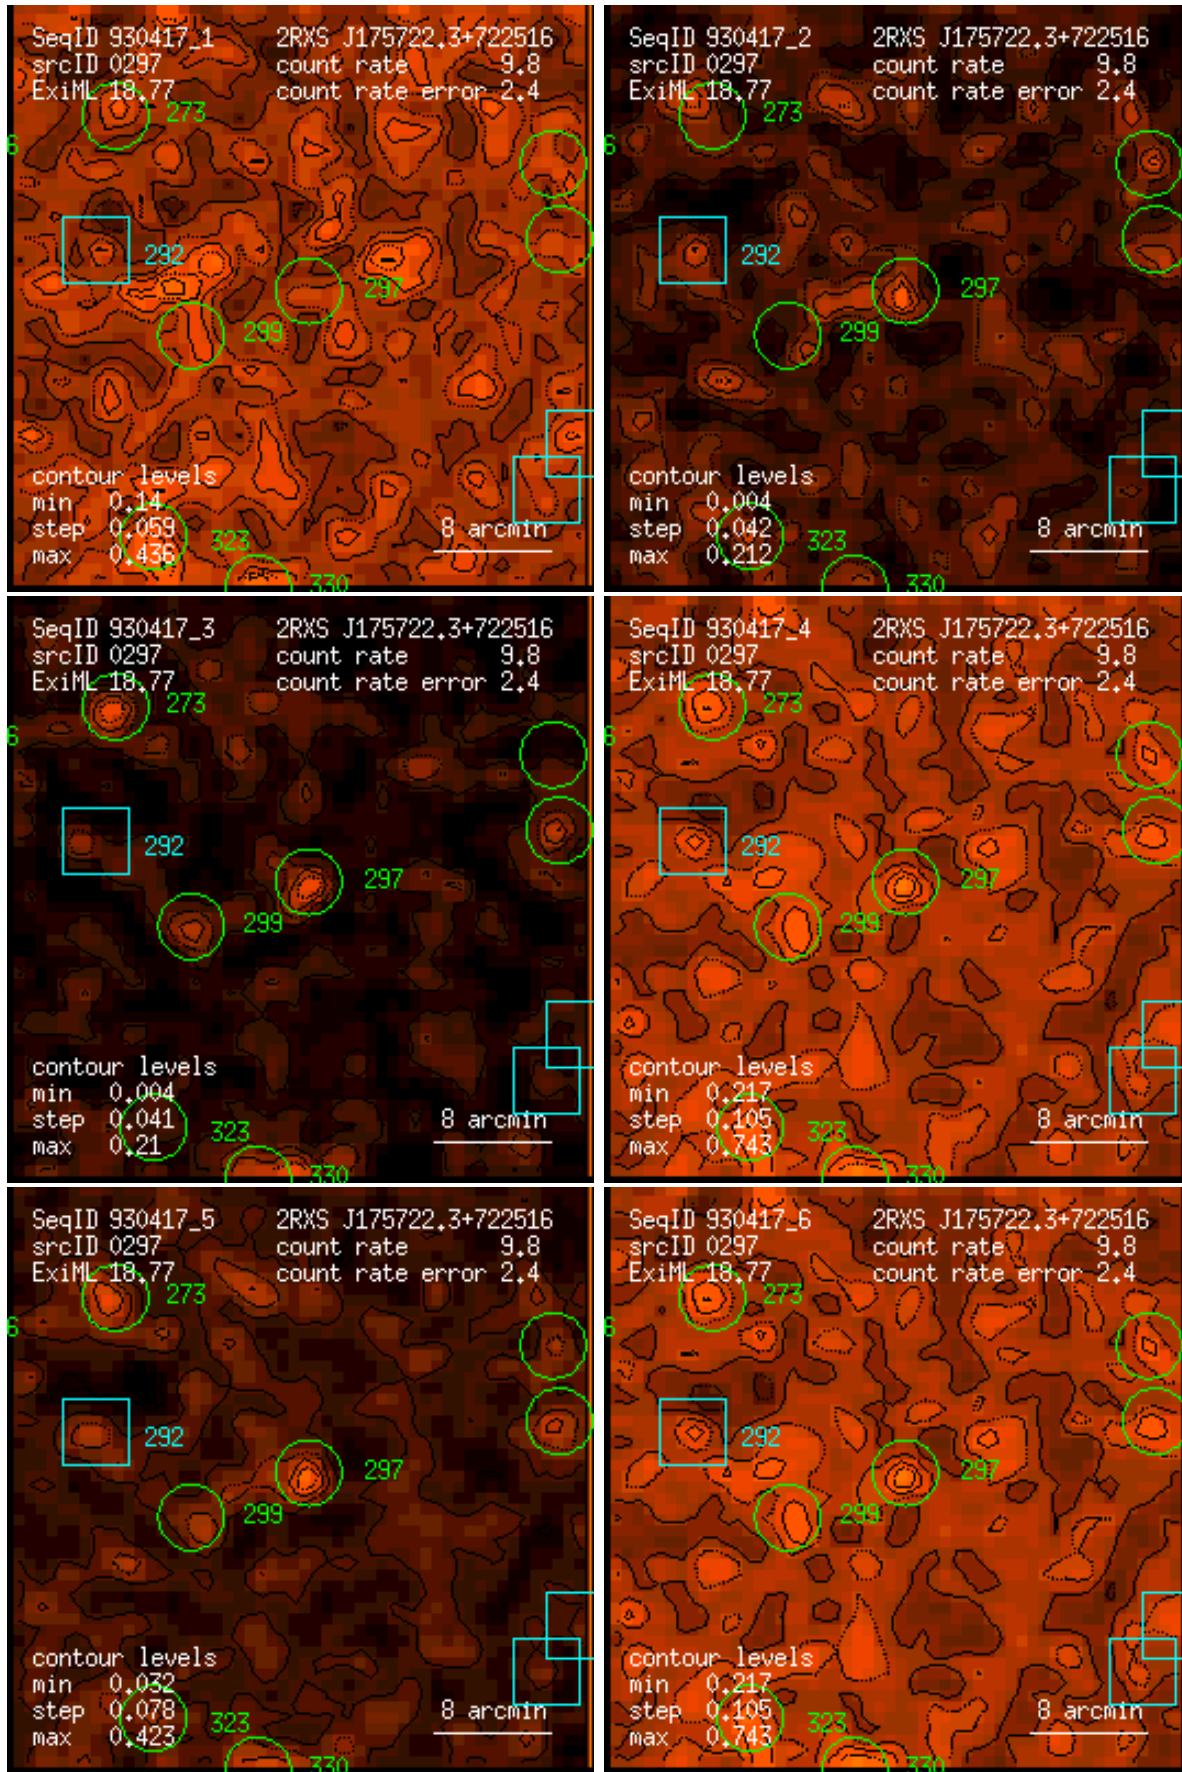 SeqID 930417_1 2RXS J175722.3+722516
srcID 0297 count rate 9.8
ExiML 18.77 count rate error 2.4
273
6
292
297
299
contour levels
min 0.14
step 0.059 8 arcmin
max 0.436
323
330
SeqID 930417_2 2RXS J175722.3+722516
srcID 0297 count rate 9.8
ExiML 18.77 count rate error 2.4
273
6
292
297
299
contour levels
min 0.004
step 0.042 8 arcmin
max 0.212
323
330
SeqID 930417_3 2RXS J175722.3+722516
srcID 0297 count rate 9.8
ExiML 18.77 count rate error 2.4
273
6
292
297
299
contour levels
min 0.004
step 0.041 8 arcmin
max 0.21
323
330
SeqID 930417_4 2RXS J175722.3+722516
srcID 0297 count rate 9.8
ExiML 18.77 count rate error 2.4
273
6
292
297
299
contour levels
min 0.217
step 0.105 8 arcmin
max 0.743
323
330
SeqID 930417_5 2RXS J175722.3+722516
srcID 0297 count rate 9.8
ExiML 18.77 count rate error 2.4
273
6
292
297
299
contour levels
min 0.032
step 0.078 8 arcmin
max 0.423
323
330
SeqID 930417_6 2RXS J175722.3+722516
srcID 0297 count rate 9.8
ExiML 18.77 count rate error 2.4
273
6
292
297
299
contour levels
min 0.217
step 0.105 8 arcmin
max 0.743
323
330